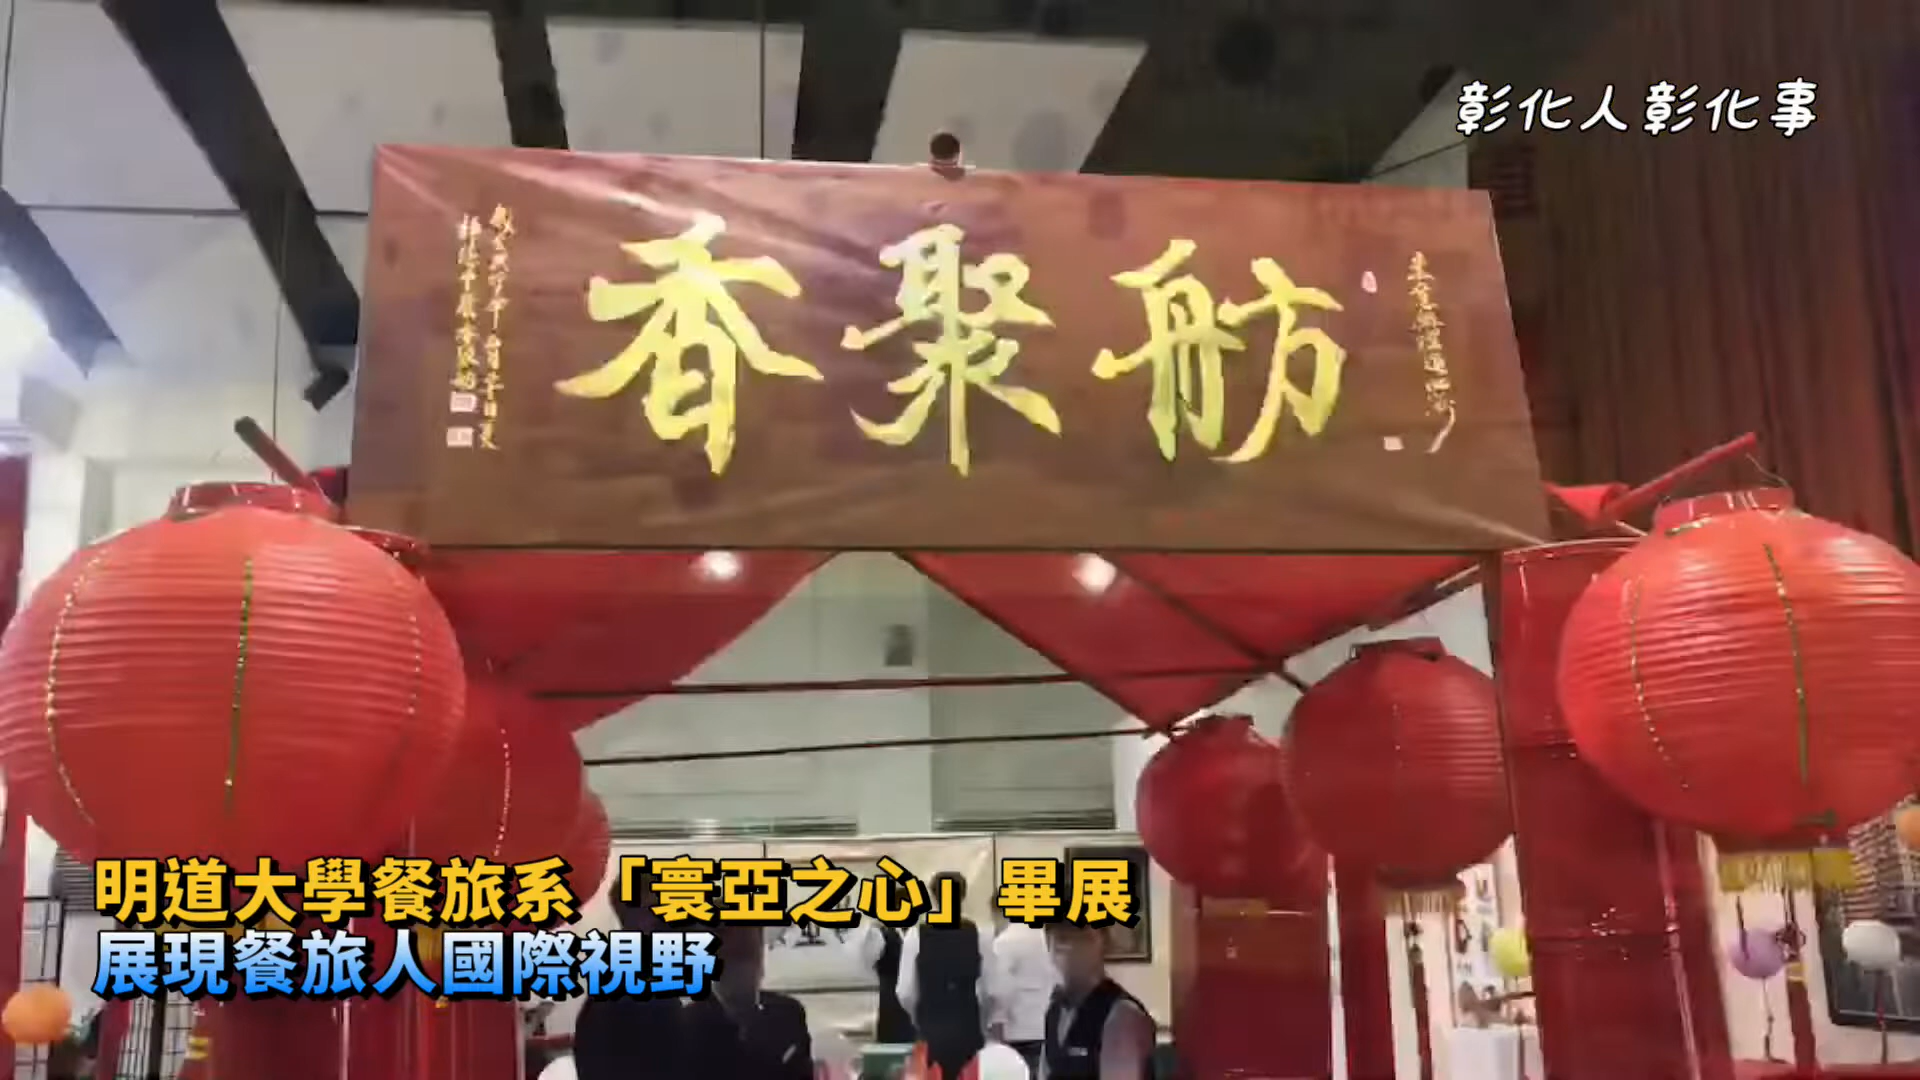 彰化人彰化事
香聚舫
明道大學餐旅系「寰亞之心」畢展
展現餐旅人國際視野